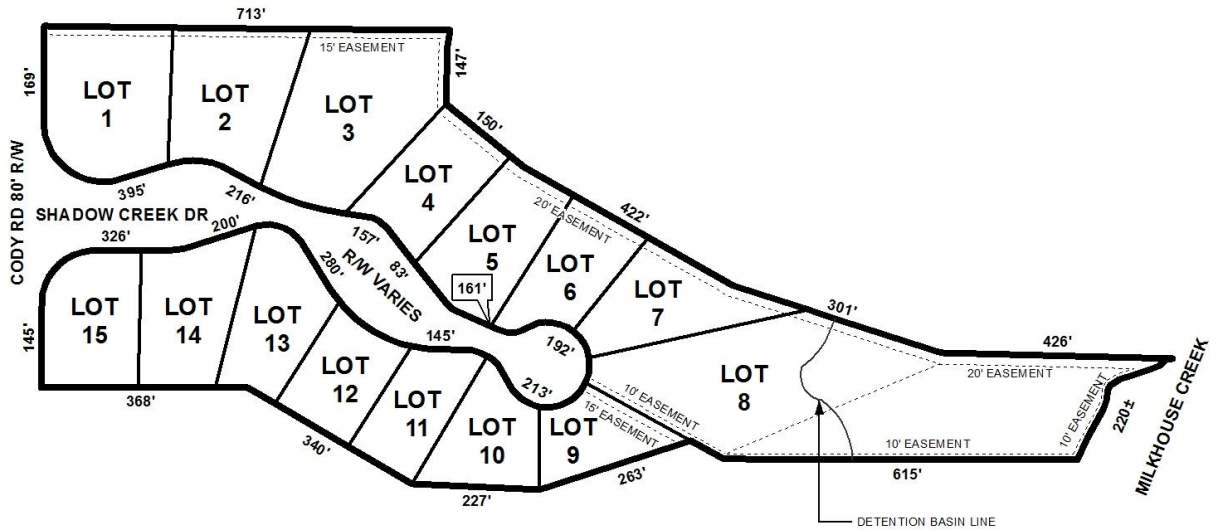 713'
15' EASEMENT
169'
147'
LOT
1
LOT
2
LOT
3
150'
LOT
4
395'
216'
CODY RD 80' R/W
SHADOW CREEK DR
422'
20' EASEMENT
200'
326'
157'
83'
R/W VARIES
280'
LOT
5
LOT
6
LOT
7
161'
301'
LOT
15
LOT
14
LOT
13
145'
145'
192'
426'
20' EASEMENT
LOT
8
LOT
12
LOT
11
213'
10' EASEMENT
15' EASEMENT
10' EASEMENT
220±
MILKHOUSE CREEK
368'
340'
LOT
10
LOT
9
263'
10' EASEMENT
615'
227'
DETENTION BASIN LINE